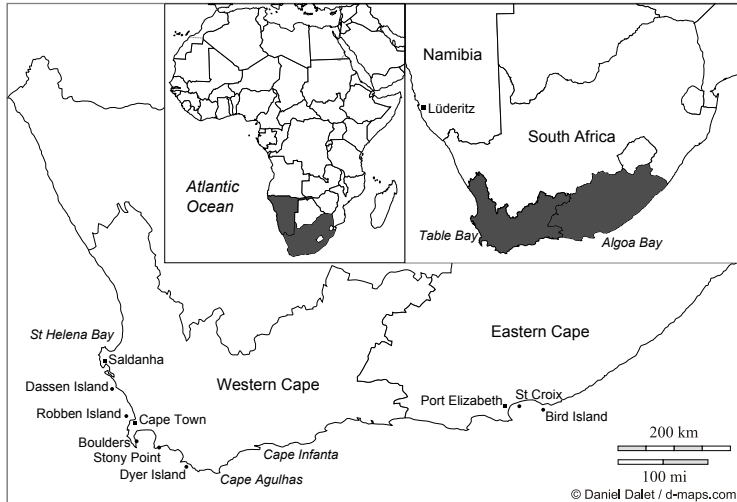 Namibia
Lüderitz
South Africa
Atlantic
Ocean
Table Bay
Algoa Bay
St Helena Bay
Saldanha
Dassen Island
Robben Island
Cape Town
Boulders
Stony Point
Dyer Island
Cape Agulhas
Cape Infanta
Western Cape
Eastern Cape
Port Elizabeth
St Croix
Bird Island
200 km
100 mi
© Daniel Dalet / d-maps.com